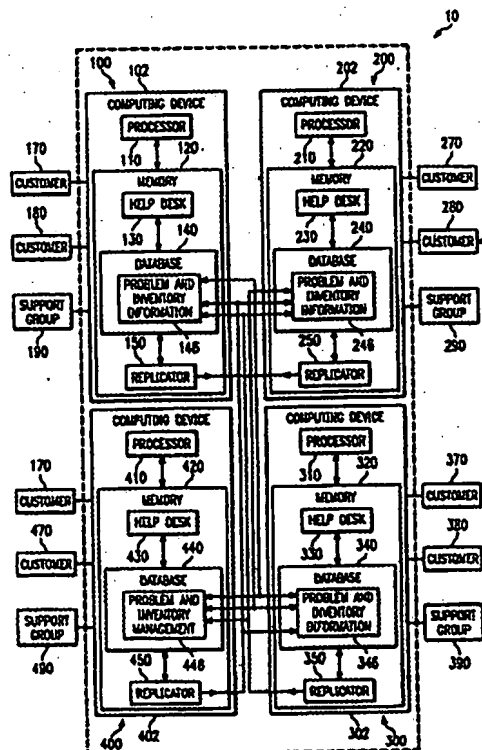 10
100
102
COMPUTING DEVICE
PROCESSOR
110
120
MEMORY
HELP DESK
130
140
DATABASE
PROBLEM AND
INVENTORY
INFORMATION
150
146
REPLICATOR
170
CUSTOMER
180
CUSTOMER
SUPPORT
GROUP
190
202
200
COMPUTING DEVICE
PROCESSOR
210
220
MEMORY
HELP DESK
230
240
DATABASE
PROBLEM AND
INVENTORY
INFORMATION
250
246
REPLICATOR
270
CUSTOMER
280
CUSTOMER
SUPPORT
GROUP
290
COMPUTING DEVICE
PROCESSOR
410
420
MEMORY
HELP DESK
430
440
DATABASE
PROBLEM AND
INVENTORY
MANAGEMENT
450
446
REPLICATOR
400
402
170
CUSTOMER
470
CUSTOMER
SUPPORT
GROUP
490
COMPUTING DEVICE
PROCESSOR
310
320
MEMORY
HELP DESK
330
340
DATABASE
PROBLEM AND
INVENTORY
INFORMATION
350
346
REPLICATOR
302
300
370
CUSTOMER
380
CUSTOMER
SUPPORT
GROUP
390